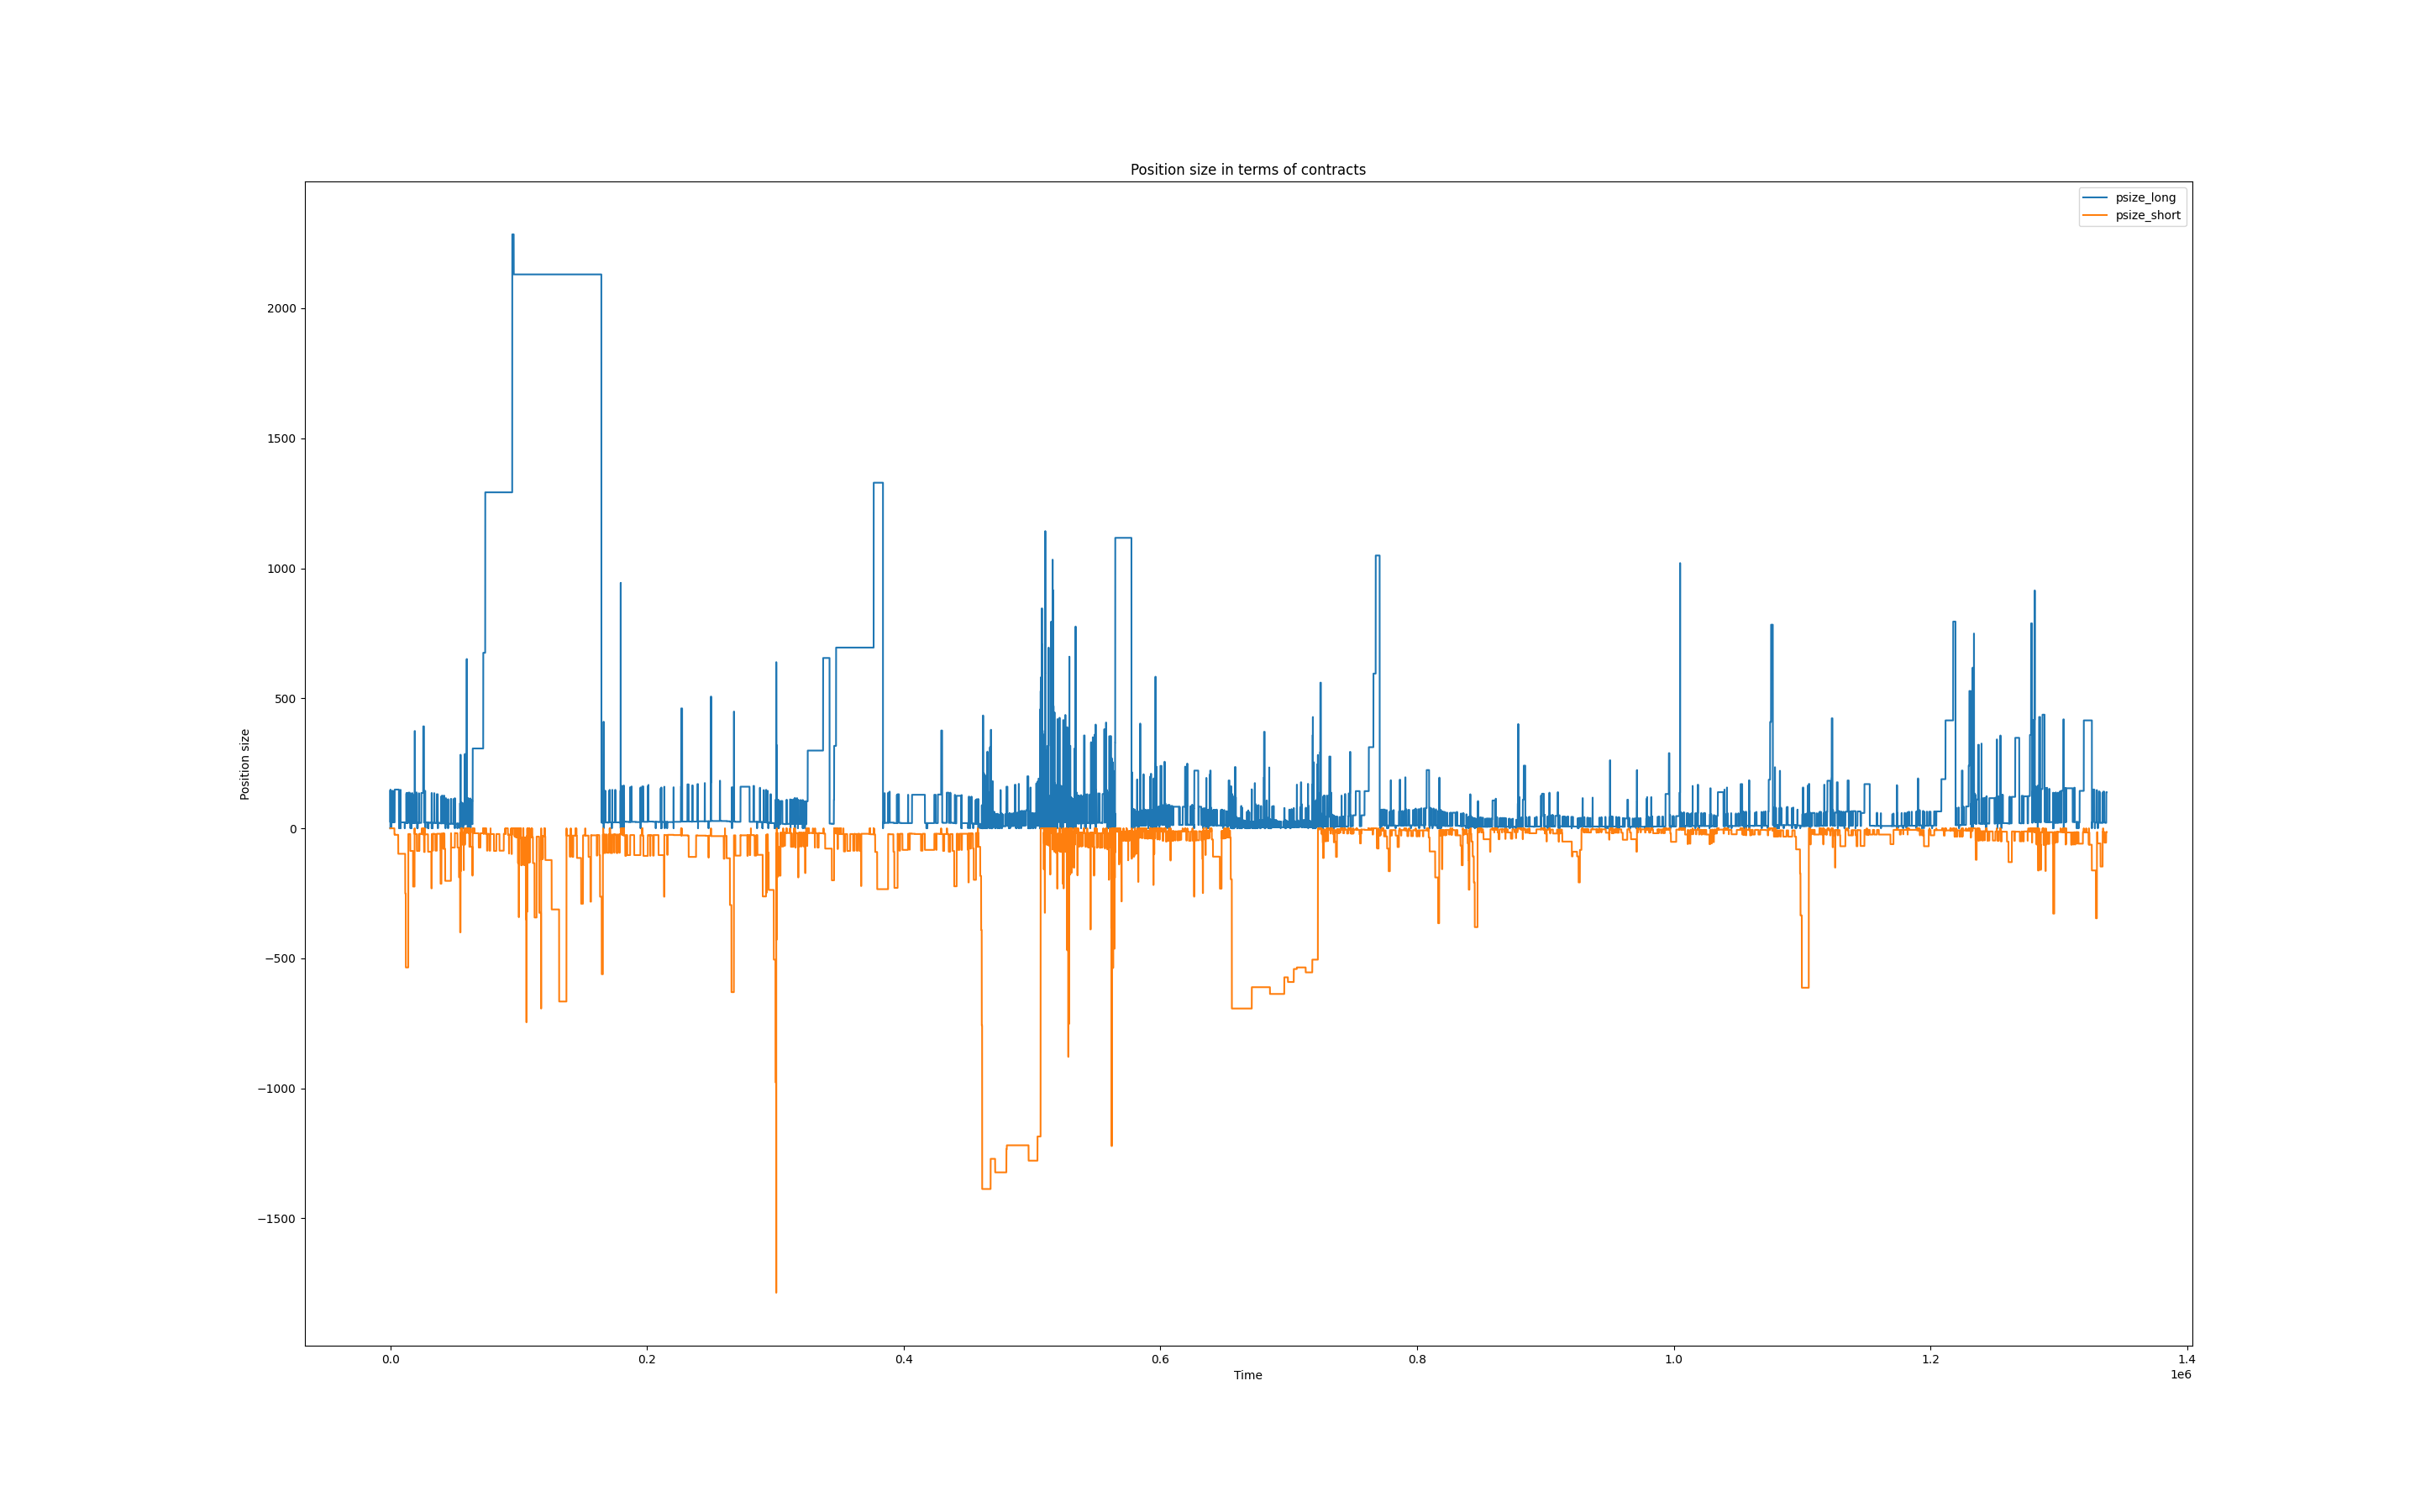 Position size in terms of contracts
psize_long
psize_short
Position size
2000
1500
1000
500
0
−500
−1000
−1500
0.0 0.2 0.4 0.6 0.8 1.0 1.2 1.4
1e6
Time